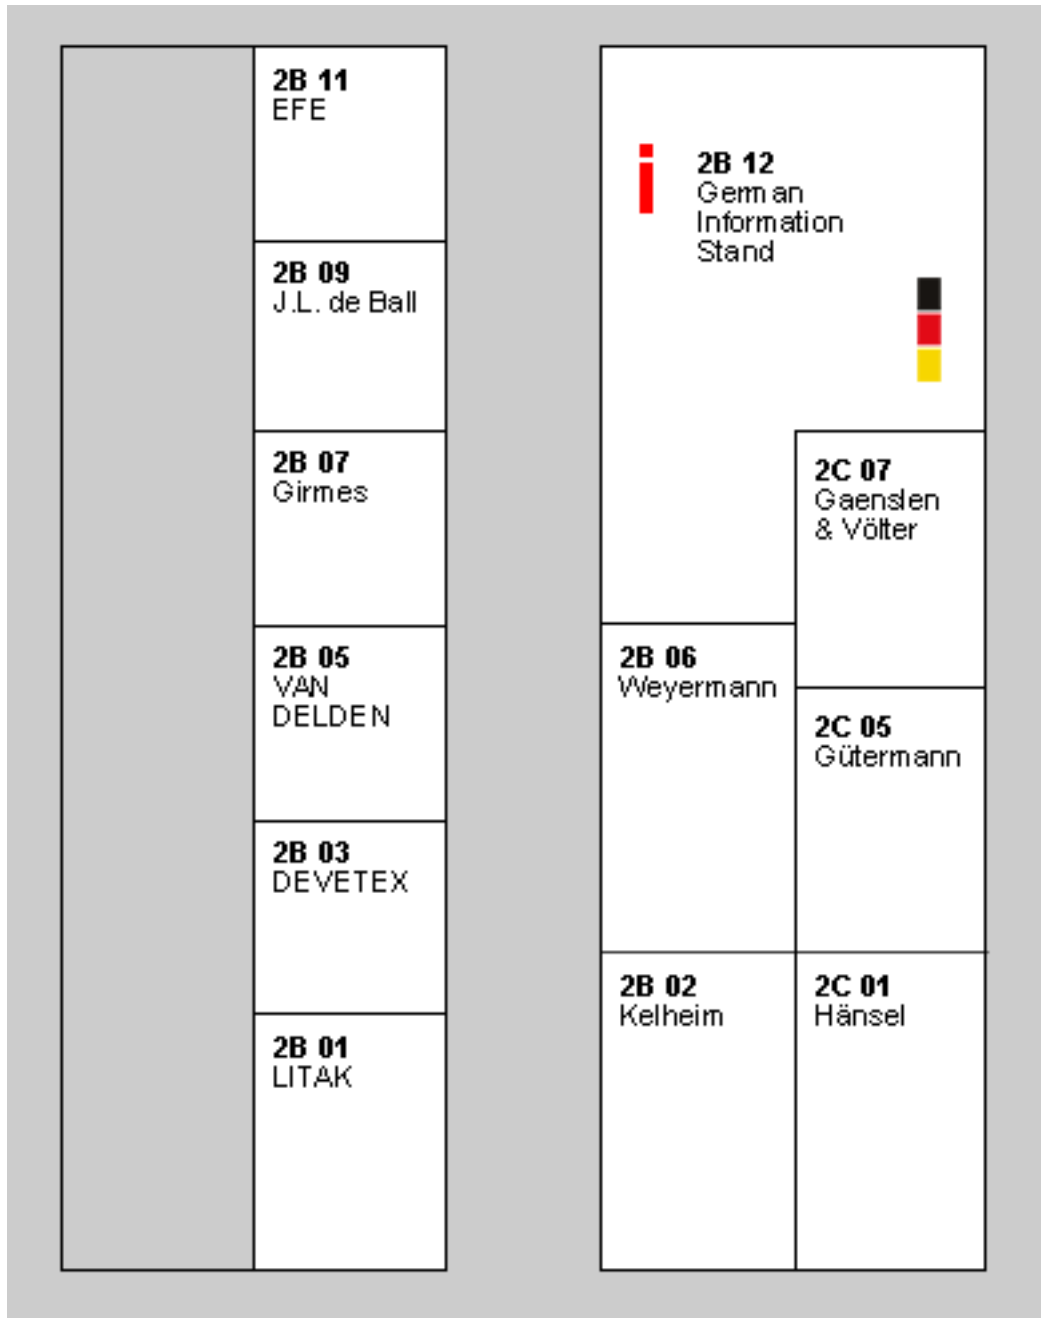 2B 11
EFE
2B 09
J.L. de Ball
2B 07
Girmes
2B 05
VAN
DELDEN
2B 03
DEVETEX
2B 01
LITAK
i
2B 12
German
Information
Stand
2C 07
Gaenslen
& Völter
2B 06
Weyermann
2C 05
Gütermann
2B 02
Kelheim
2C 01
Hänsel